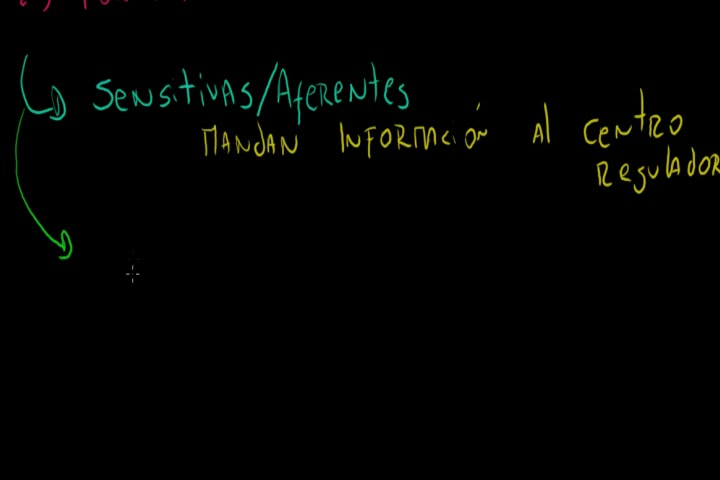 Sensitivas/Aferentes
Mandan Información al centro
Regulador